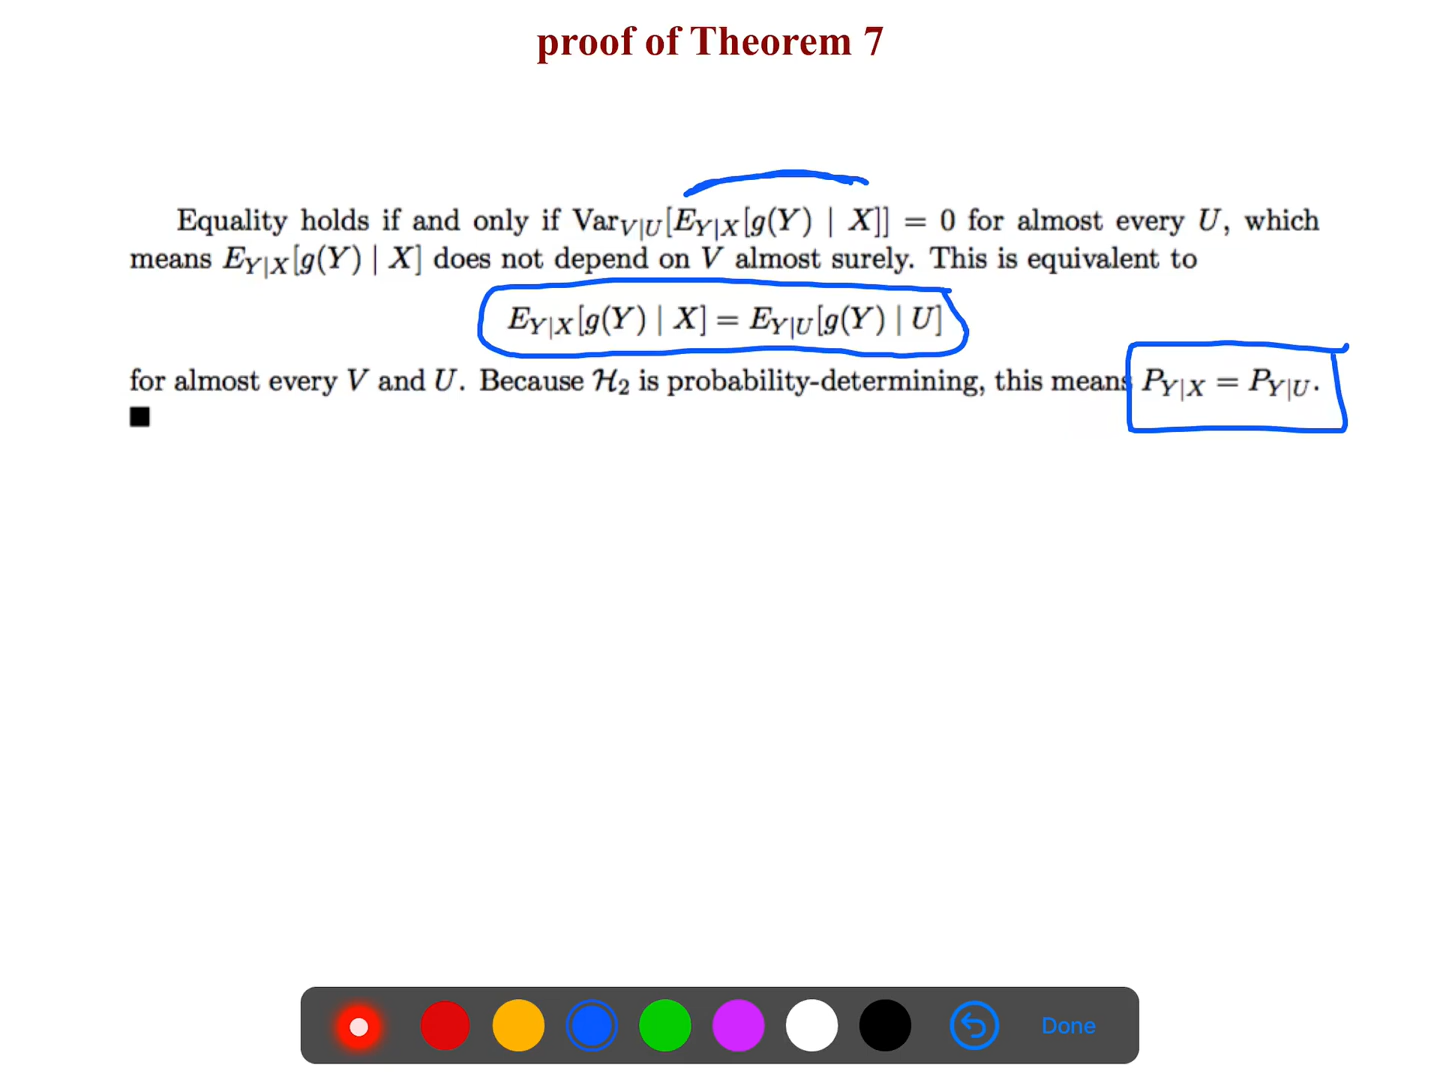 proof of Theorem 7
Equality holds if and only if Var_{V|U}[E_{Y|X}[g(Y) | X]] = 0 for almost every U, which
means E_{Y|X}[g(Y) | X] does not depend on V almost surely. This is equivalent to
E_{Y|X}[g(Y) | X] = E_{Y|U}[g(Y) | U]
for almost every V and U. Because ℋ₂ is probability-determining, this means P_{Y|X} = P_{Y|U}.
■
Done